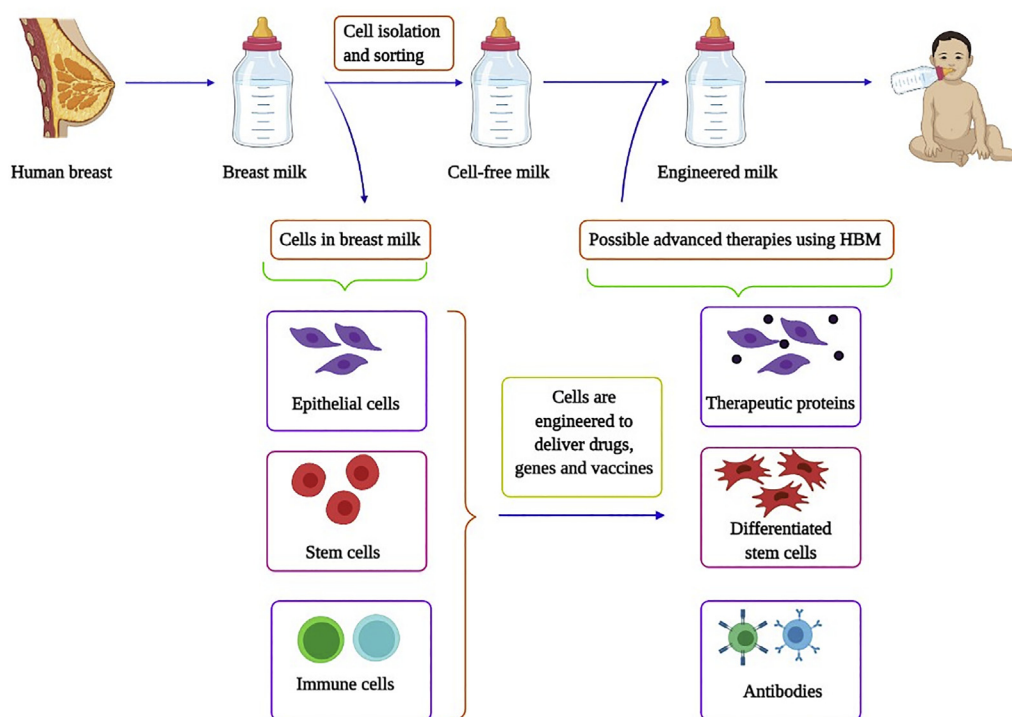 Cell isolation
and sorting
Human breast
Breast milk
Cell-free milk
Engineered milk
Cells in breast milk
Possible advanced therapies using HBM
Epithelial cells
Stem cells
Immune cells
Cells are
engineered to
deliver drugs,
genes and vaccines
Therapeutic proteins
Differentiated
stem cells
Antibodies